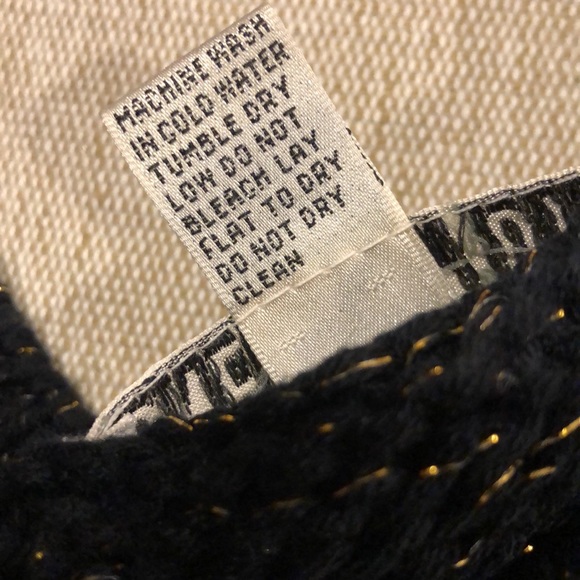 MACHINE WASH
IN COLD WATER
TUMBLE DRY
LOW DO NOT
BLEACH LAY
FLAT TO DRY
DO NOT DRY
CLEAN